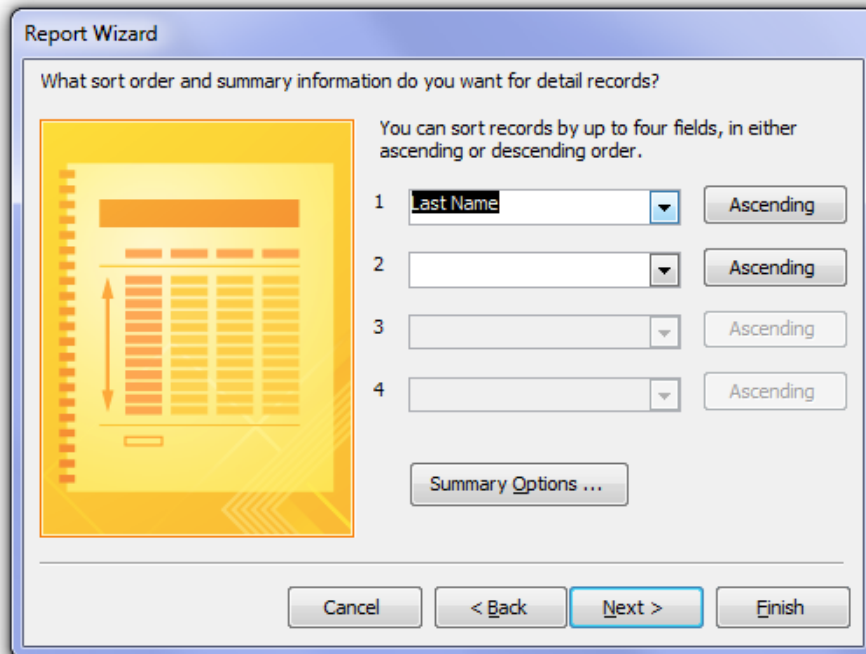 Report Wizard
What sort order and summary information do you want for detail records?
You can sort records by up to four fields, in either
ascending or descending order.
1 Last Name Ascending
2 Ascending
3 Ascending
4 Ascending
Summary Options ...
Cancel < Back Next > Finish